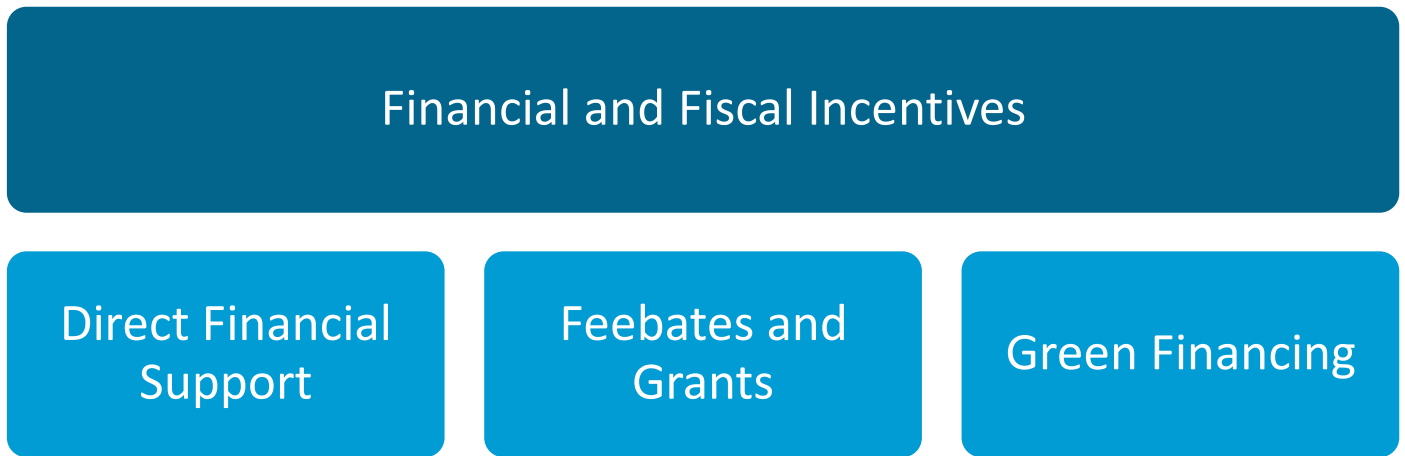 Financial and Fiscal Incentives
Direct Financial
Support
Feebates and
Grants
Green Financing